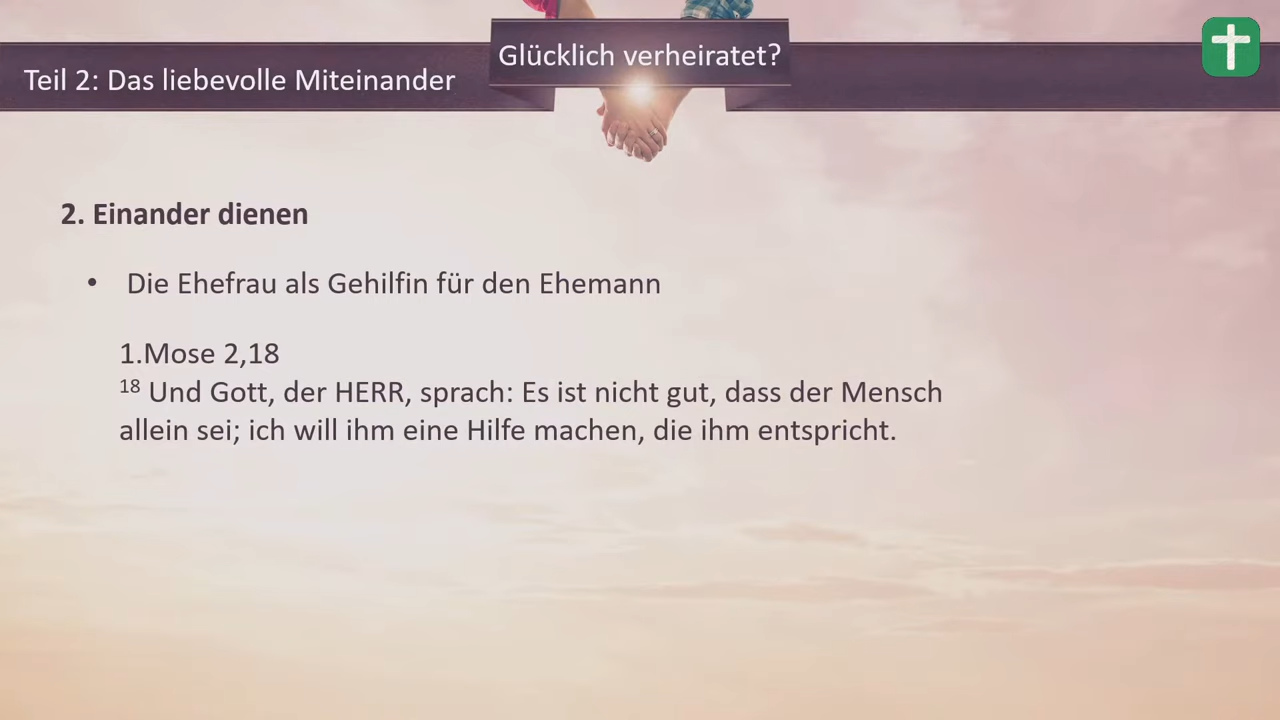 Glücklich verheiratet?
Teil 2: Das liebevolle Miteinander
2. Einander dienen
• Die Ehefrau als Gehilfin für den Ehemann
1.Mose 2,18
18 Und Gott, der HERR, sprach: Es ist nicht gut, dass der Mensch
allein sei; ich will ihm eine Hilfe machen, die ihm entspricht.